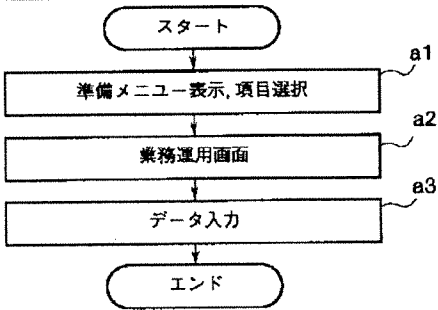 スタート
a1
準備メニュー表示,項目選択
a2
業務運用画面
a3
データ入力
エンド